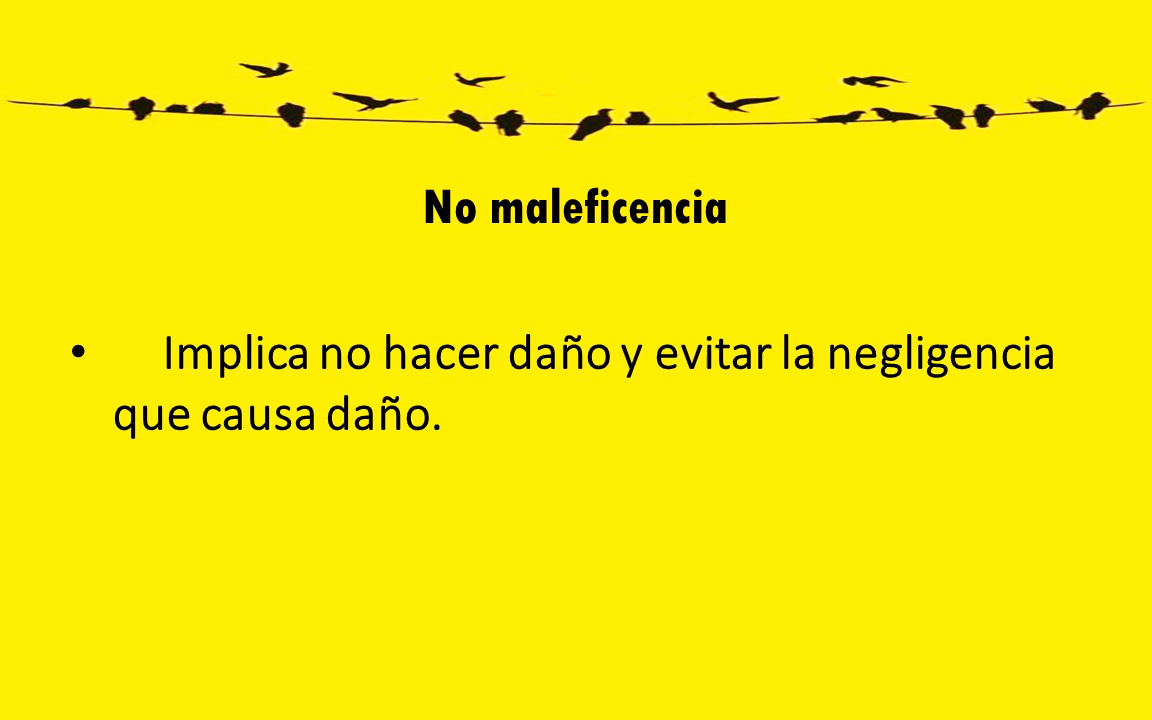 No maleficencia
• Implica no hacer daño y evitar la negligencia
que causa daño.